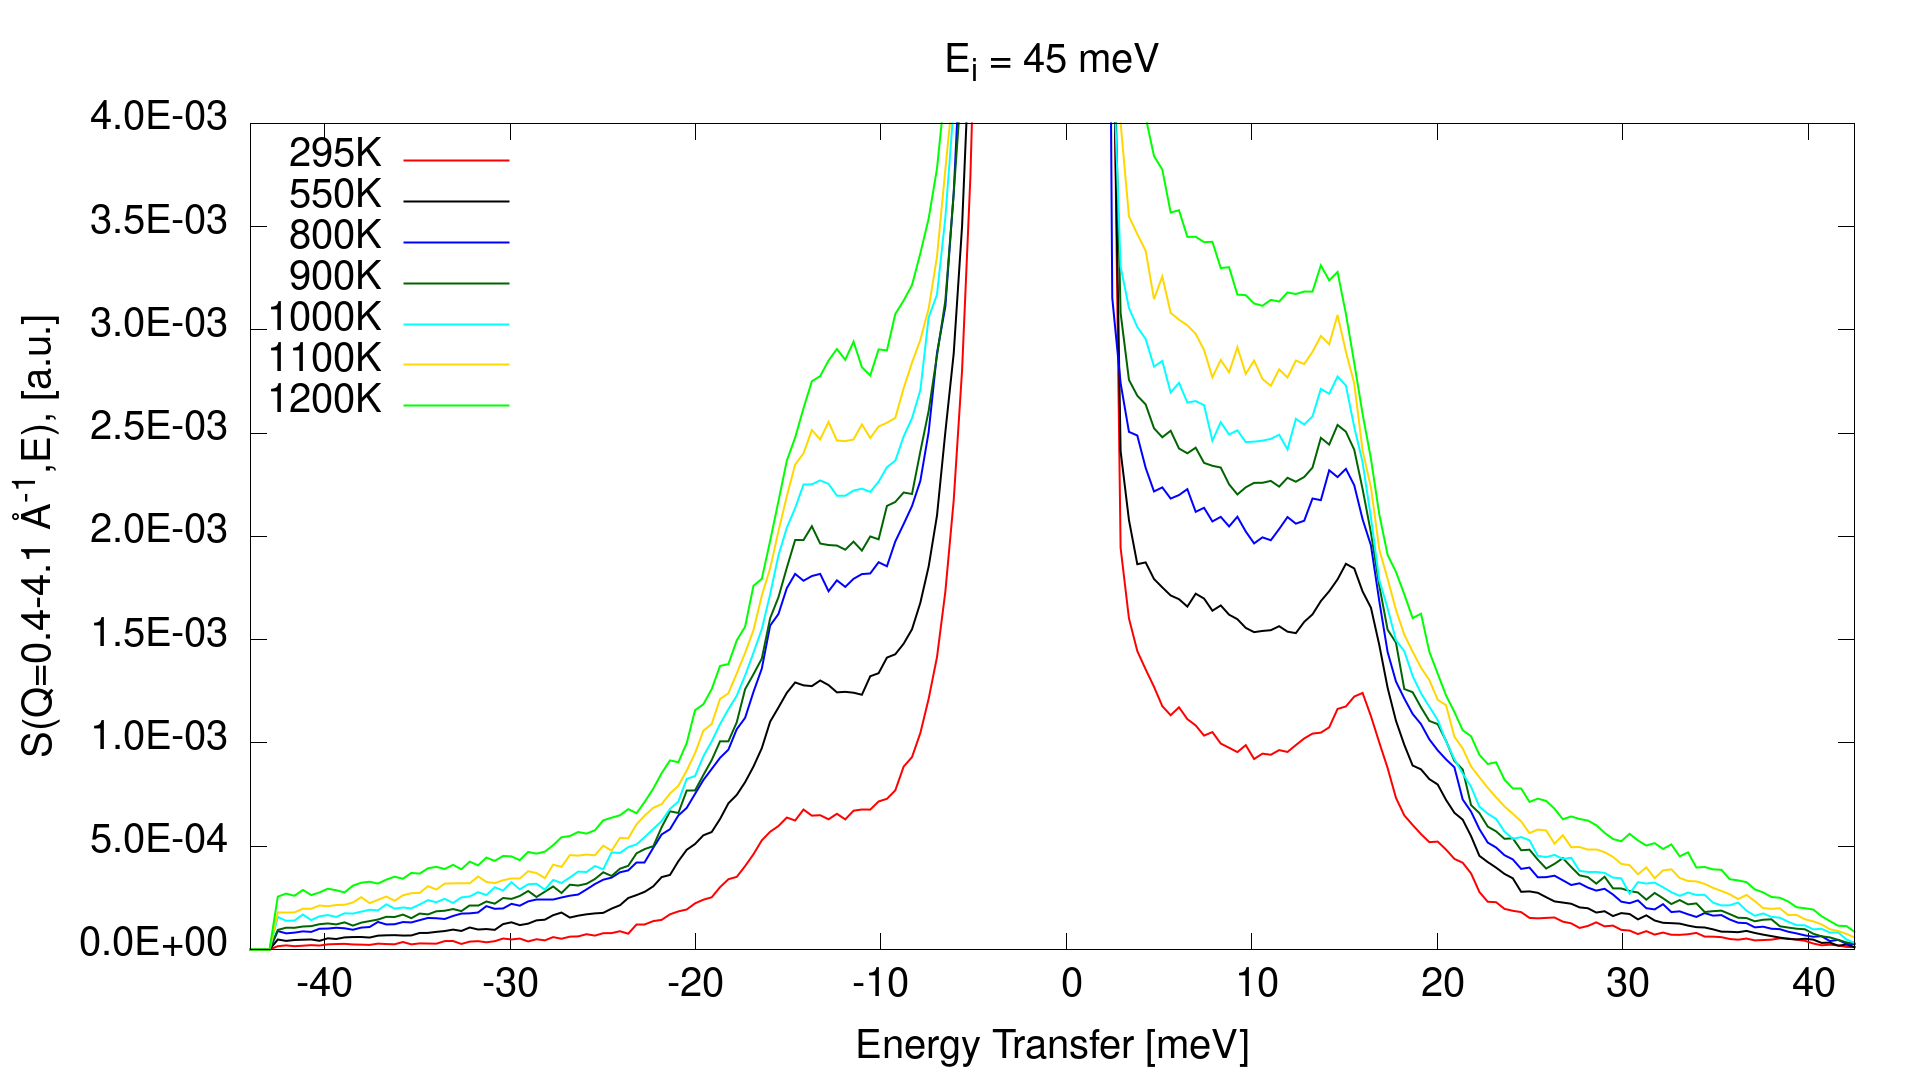 Ei = 45 meV
S(Q=0.4-4.1 Å-1,E), [a.u.]
4.0E-03
3.5E-03
3.0E-03
2.5E-03
2.0E-03
1.5E-03
1.0E-03
5.0E-04
0.0E+00
295K
550K
800K
900K
1000K
1100K
1200K
-40 -30 -20 -10 0 10 20 30 40
Energy Transfer [meV]